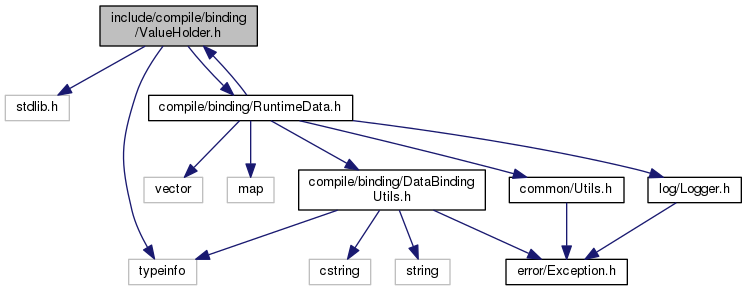 include/compile/binding
/ValueHolder.h
stdlib.h
compile/binding/RuntimeData.h
vector
map
compile/binding/DataBinding
Utils.h
common/Utils.h
log/Logger.h
typeinfo
cstring
string
error/Exception.h